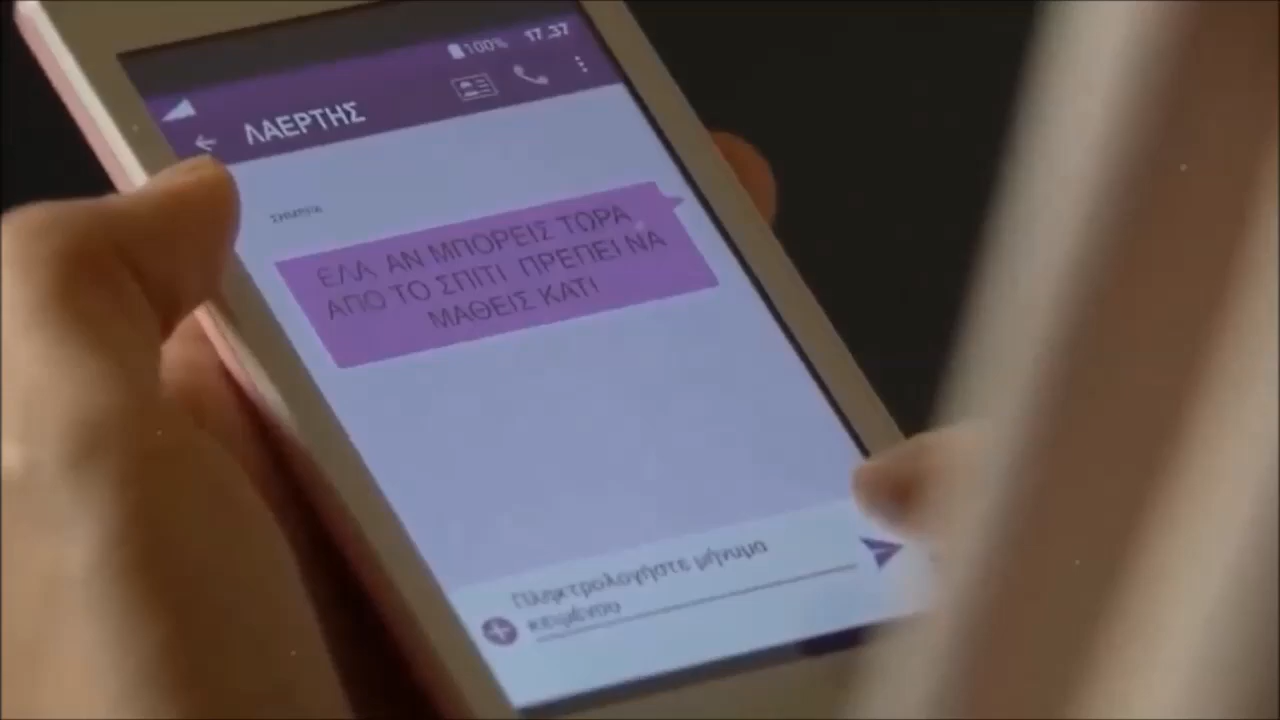 100% 17.37
ΛΑΕΡΤΗΣ
ΕΛΑ ΑΝ ΜΠΟΡΕΙΣ ΤΩΡΑ
ΑΠΟ ΤΟ ΣΠΙΤΙ ΠΡΕΠΕΙ ΝΑ
ΜΑΘΕΙΣ ΚΑΤΙ
Πληκτρολογήστε μήνυμα
κειμένου